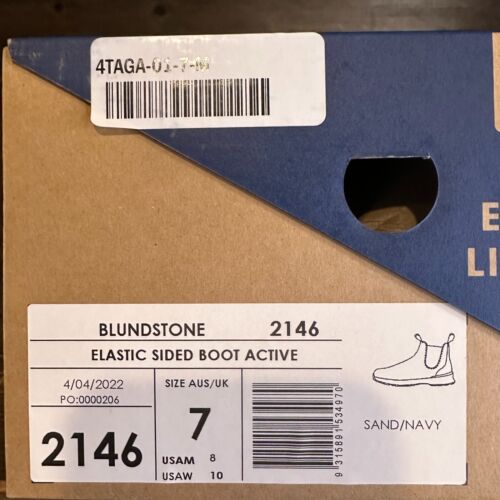 4TAGA-01-7-M
E
LI
BLUNDSTONE 2146
ELASTIC SIDED BOOT ACTIVE
4/04/2022
PO:0000206
2146
SIZE AUS/UK
7
USAM 8
USAW 10
9 315891 534970
SAND/NAVY